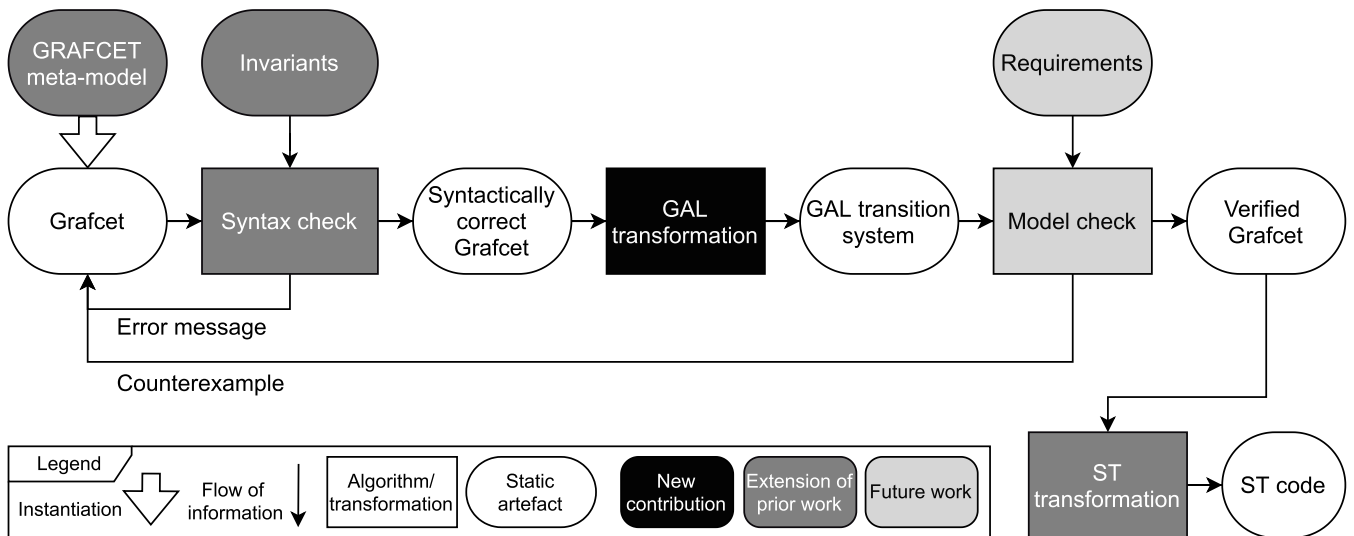 GRAFCET
meta-model
Invariants
Requirements
Grafcet
Syntax check
Syntactically
correct
Grafcet
GAL
transformation
GAL transition
system
Model check
Verified
Grafcet
Error message
Counterexample
Legend
Instantiation
Flow of
information
Algorithm/
transformation
Static
artefact
New
contribution
Extension of
prior work
Future work
ST
transformation
ST code